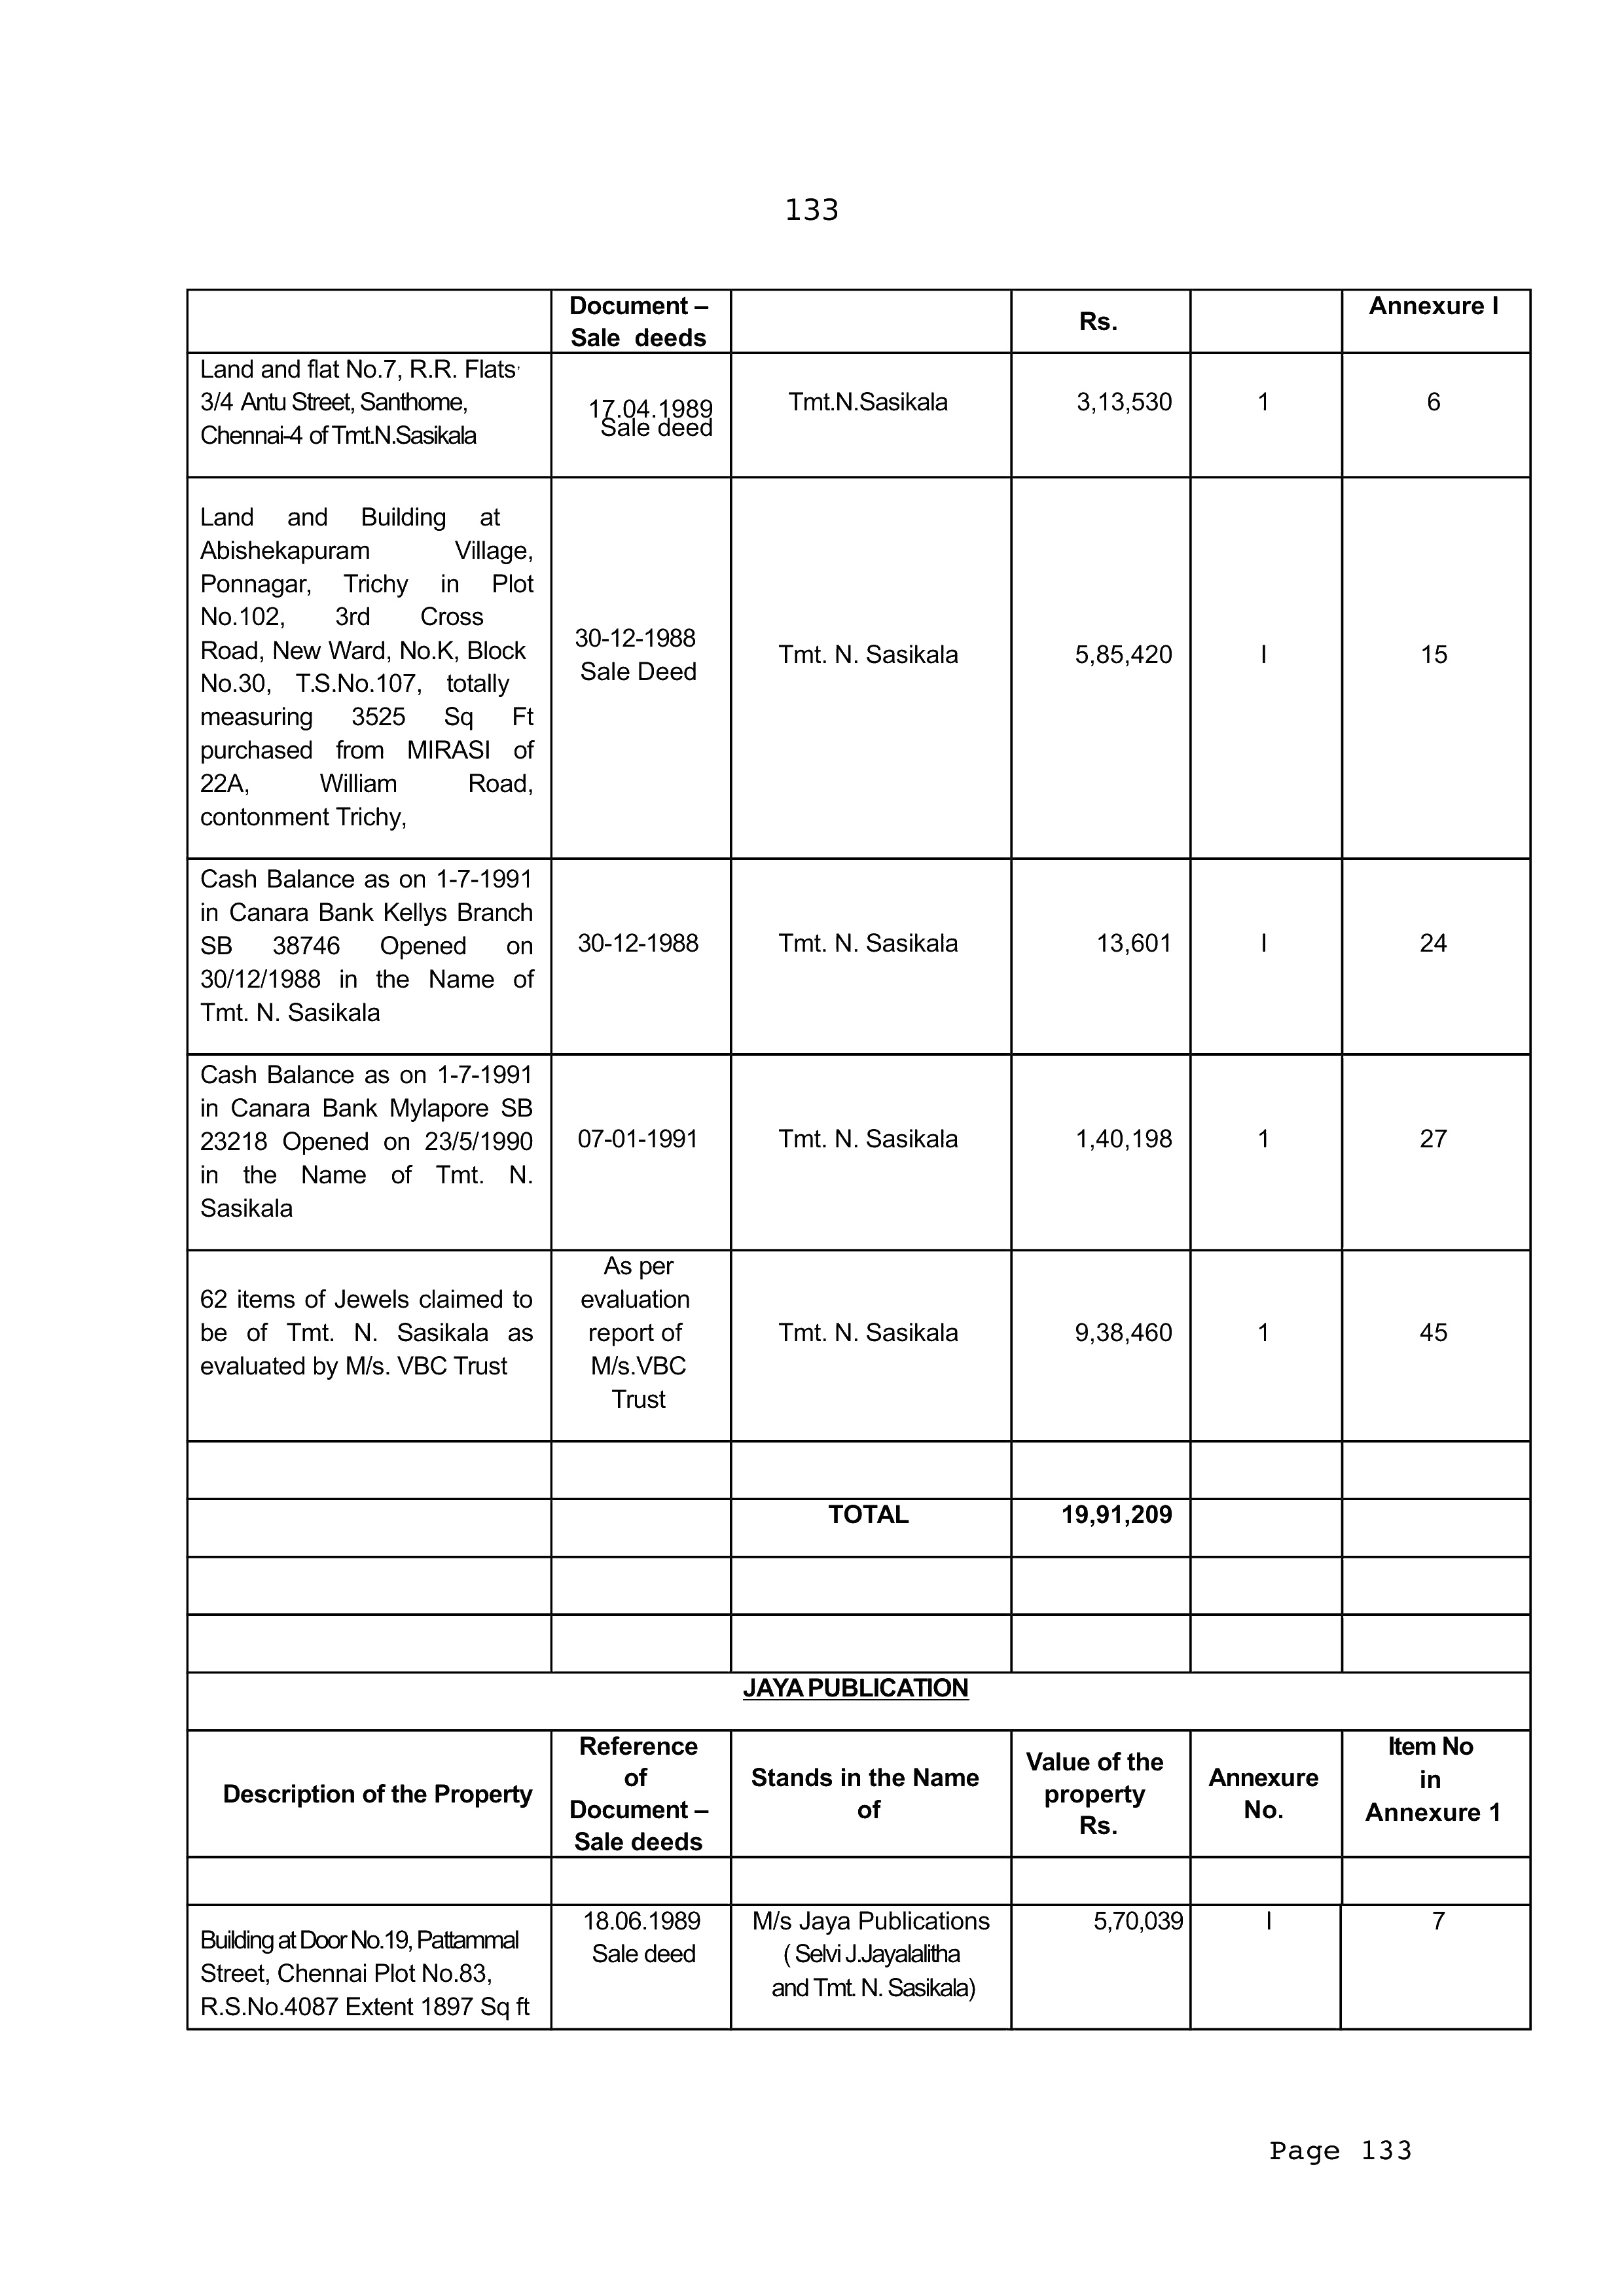 133
Document –
Sale deeds
Rs.
Annexure I
Land and flat No.7, R.R. Flats,
3/4 Antu Street, Santhome,
Chennai-4 of Tmt.N.Sasikala
17.04.1989
Sale deed
Tmt.N.Sasikala
3,13,530
1
6
Land and Building at
Abishekapuram Village,
Ponnagar, Trichy in Plot
No.102, 3rd Cross
Road, New Ward, No.K, Block
No.30, T.S.No.107, totally
measuring 3525 Sq Ft
purchased from MIRASI of
22A, William Road,
contonment Trichy,
30-12-1988
Sale Deed
Tmt. N. Sasikala
5,85,420
I
15
Cash Balance as on 1-7-1991
in Canara Bank Kellys Branch
SB 38746 Opened on
30/12/1988 in the Name of
Tmt. N. Sasikala
30-12-1988
Tmt. N. Sasikala
13,601
I
24
Cash Balance as on 1-7-1991
in Canara Bank Mylapore SB
23218 Opened on 23/5/1990
in the Name of Tmt. N.
Sasikala
07-01-1991
Tmt. N. Sasikala
1,40,198
1
27
62 items of Jewels claimed to
be of Tmt. N. Sasikala as
evaluated by M/s. VBC Trust
As per
evaluation
report of
M/s.VBC
Trust
Tmt. N. Sasikala
9,38,460
1
45
TOTAL
19,91,209
JAYA PUBLICATION
Description of the Property
Reference
of
Document –
Sale deeds
Stands in the Name
of
Value of the
property
Rs.
Annexure
No.
Item No
in
Annexure 1
Building at Door No.19, Pattammal
Street, Chennai Plot No.83,
R.S.No.4087 Extent 1897 Sq ft
18.06.1989
Sale deed
M/s Jaya Publications
( Selvi J.Jayalalitha
and Tmt. N. Sasikala)
5,70,039
I
7
Page 133